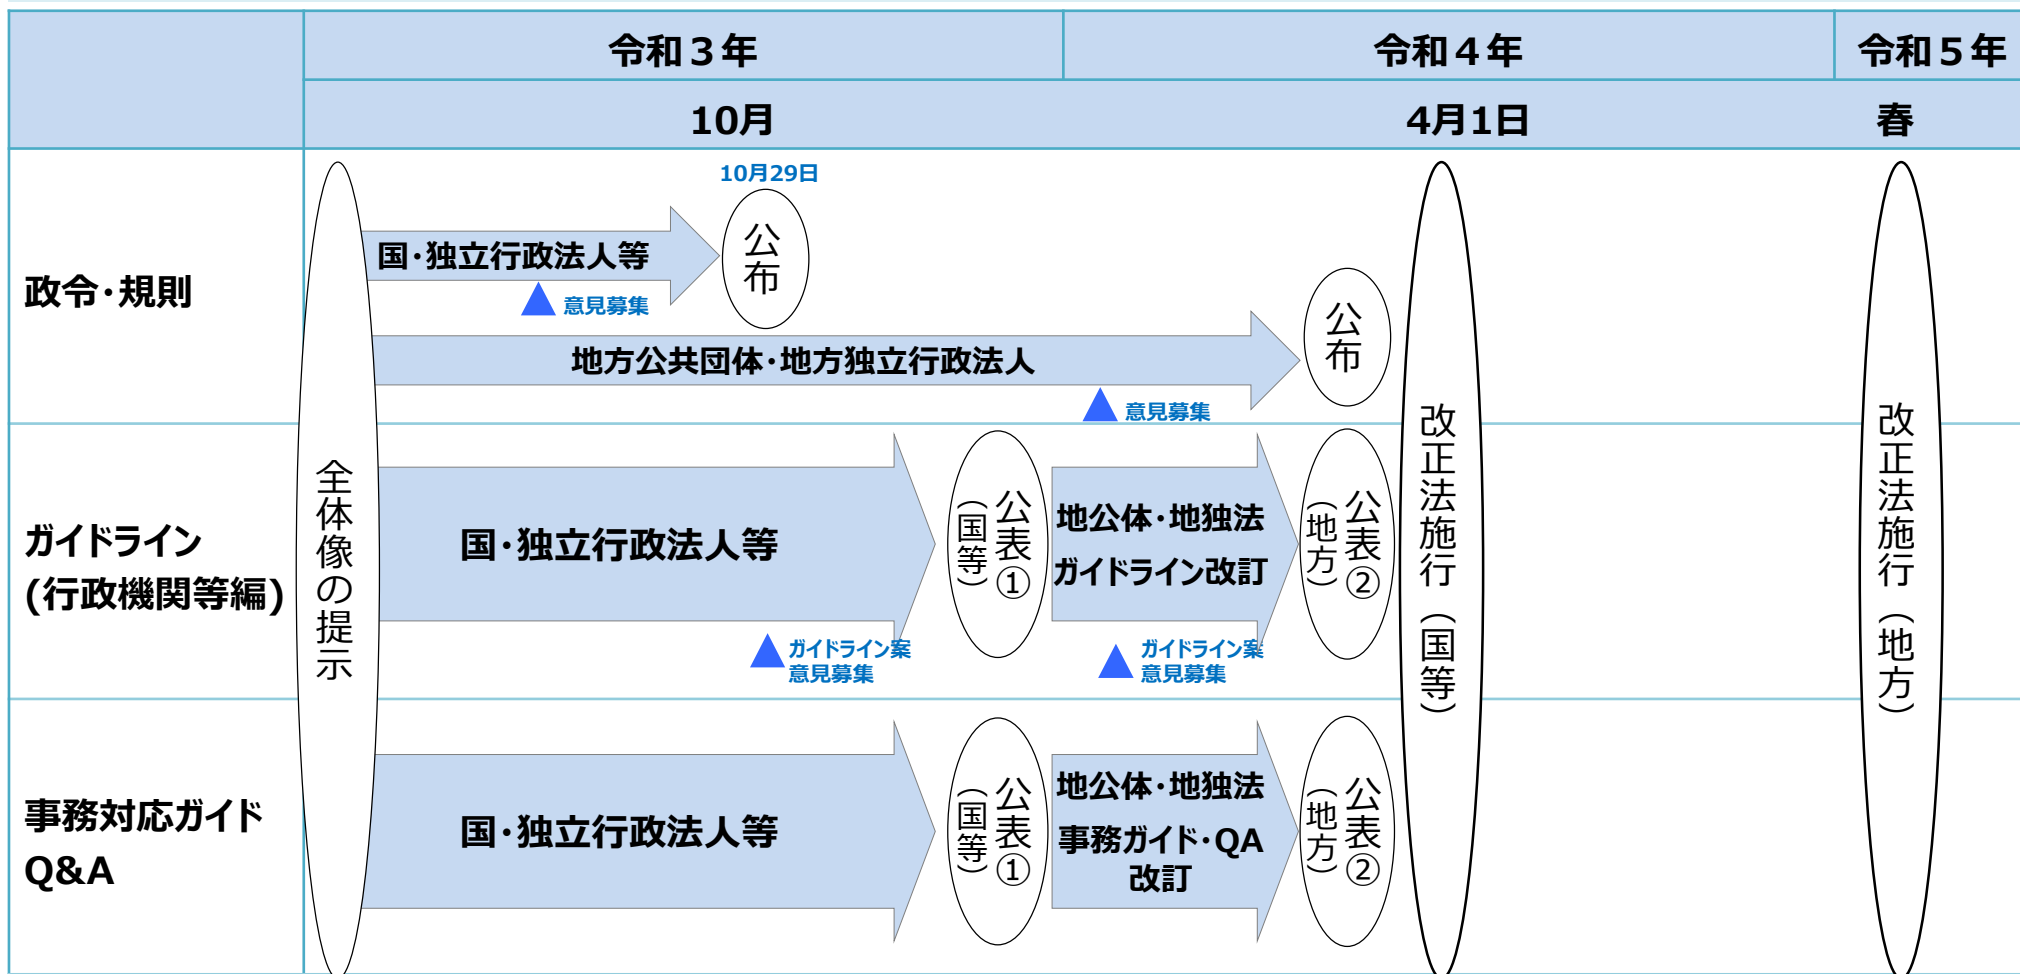 令和３年
令和４年
令和５年
10月
4月1日
春
政令・規則
全体像の提示
国・独立行政法人等
意見募集
10月29日
公布
地方公共団体・地方独立行政法人
意見募集
公布
改正法施行（国等）
改正法施行（地方）
ガイドライン
(行政機関等編)
国・独立行政法人等
ガイドライン案
意見募集
公表①
（国等）
地公体・地独法
ガイドライン改訂
ガイドライン案
意見募集
公表②
（地方）
事務対応ガイド
Q&A
国・独立行政法人等
公表①
（国等）
地公体・地独法
事務ガイド・QA
改訂
公表②
（地方）